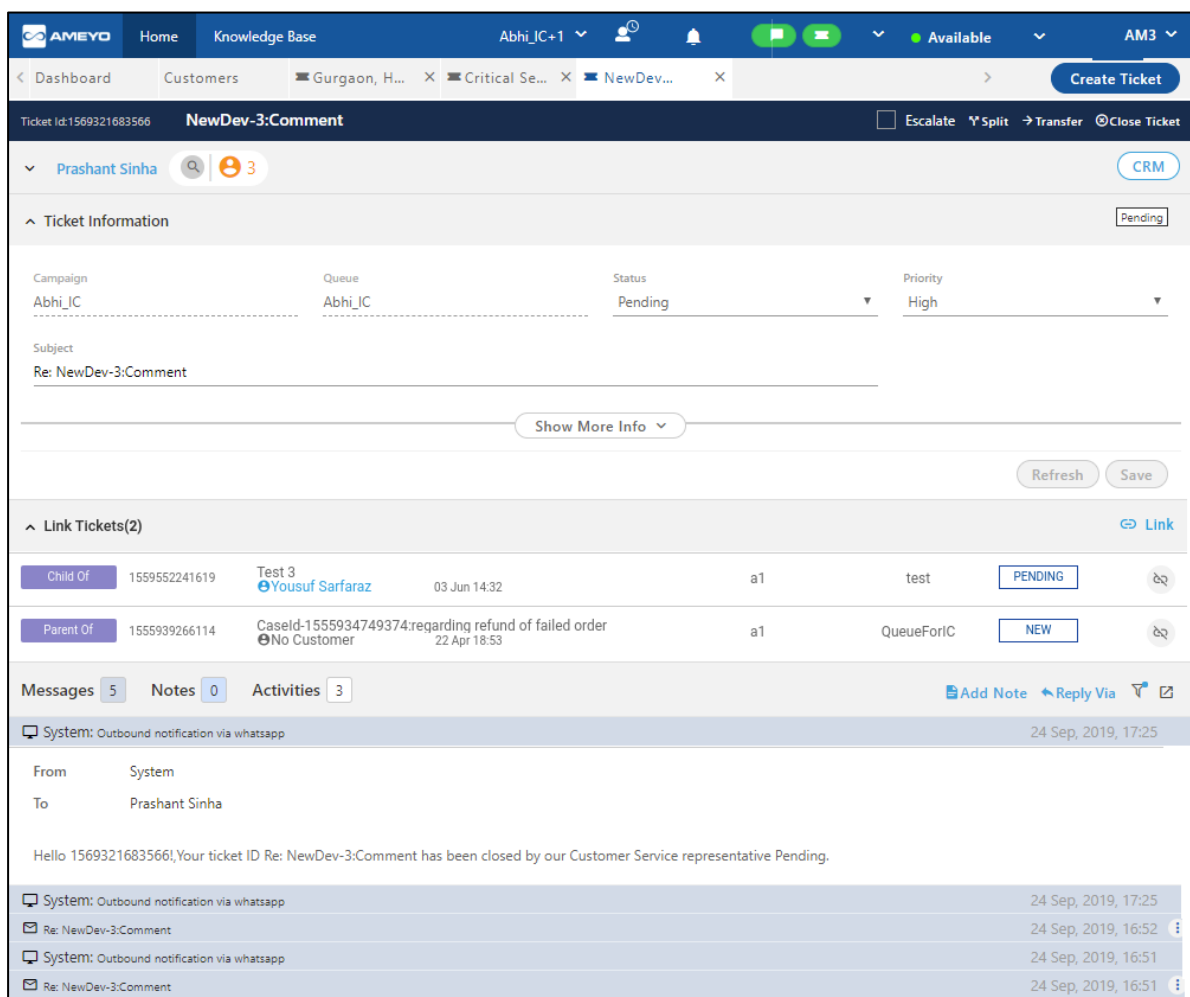 AMEYO Home Knowledge Base Abhi_IC+1 Available AM3
Dashboard Customers Gurgaon, H... Critical Se... NewDev... Create Ticket
Ticket Id:1569321683566 NewDev-3:Comment Escalate Split Transfer Close Ticket
Prashant Sinha 3 CRM
Ticket Information Pending
Campaign Queue Status Priority
Abhi_IC Abhi_IC Pending High
Subject
Re: NewDev-3:Comment
Show More Info
Refresh Save
Link Tickets(2) Link
Child Of 1559552241619 Test 3 a1 test PENDING
Yousuf Sarfaraz 03 Jun 14:32
Parent Of 1555939266114 CaseId-1555934749374:regarding refund of failed order a1 QueueForIC NEW
No Customer 22 Apr 18:53
Messages 5 Notes 0 Activities 3 Add Note Reply Via
System: Outbound notification via whatsapp 24 Sep, 2019, 17:25
From System
To Prashant Sinha
Hello 1569321683566!,Your ticket ID Re: NewDev-3:Comment has been closed by our Customer Service representative Pending.
System: Outbound notification via whatsapp 24 Sep, 2019, 17:25
Re: NewDev-3:Comment 24 Sep, 2019, 16:52
System: Outbound notification via whatsapp 24 Sep, 2019, 16:51
Re: NewDev-3:Comment 24 Sep, 2019, 16:51